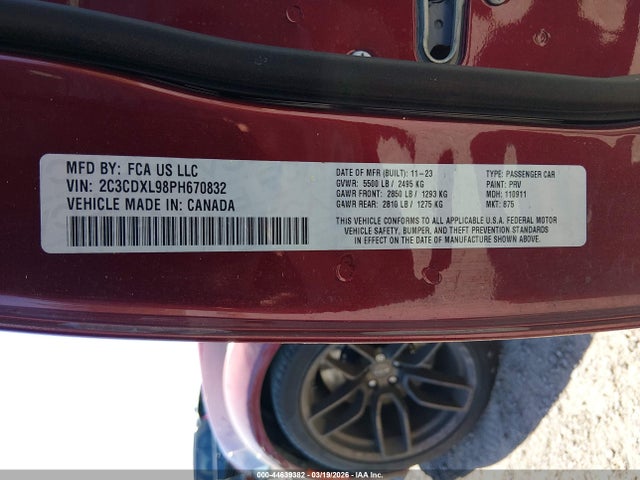 MFD BY: FCA US LLC
VIN: 2C3CDXL98PH670832
VEHICLE MADE IN: CANADA
DATE OF MFR (BUILT): 11-23
GVWR: 5500 LB / 2495 KG
GAWR FRONT: 2850 LB / 1293 KG
GAWR REAR: 2810 LB / 1275 KG
TYPE: PASSENGER CAR
PAINT: PRV
MDH: 110911
MKT: 875
THIS VEHICLE CONFORMS TO ALL APPLICABLE U.S.A. FEDERAL MOTOR
VEHICLE SAFETY, BUMPER, AND THEFT PREVENTION STANDARDS
IN EFFECT ON THE DATE OF MANUFACTURE SHOWN ABOVE.
000-44639382 - 03/19/2026 - IAA Inc.